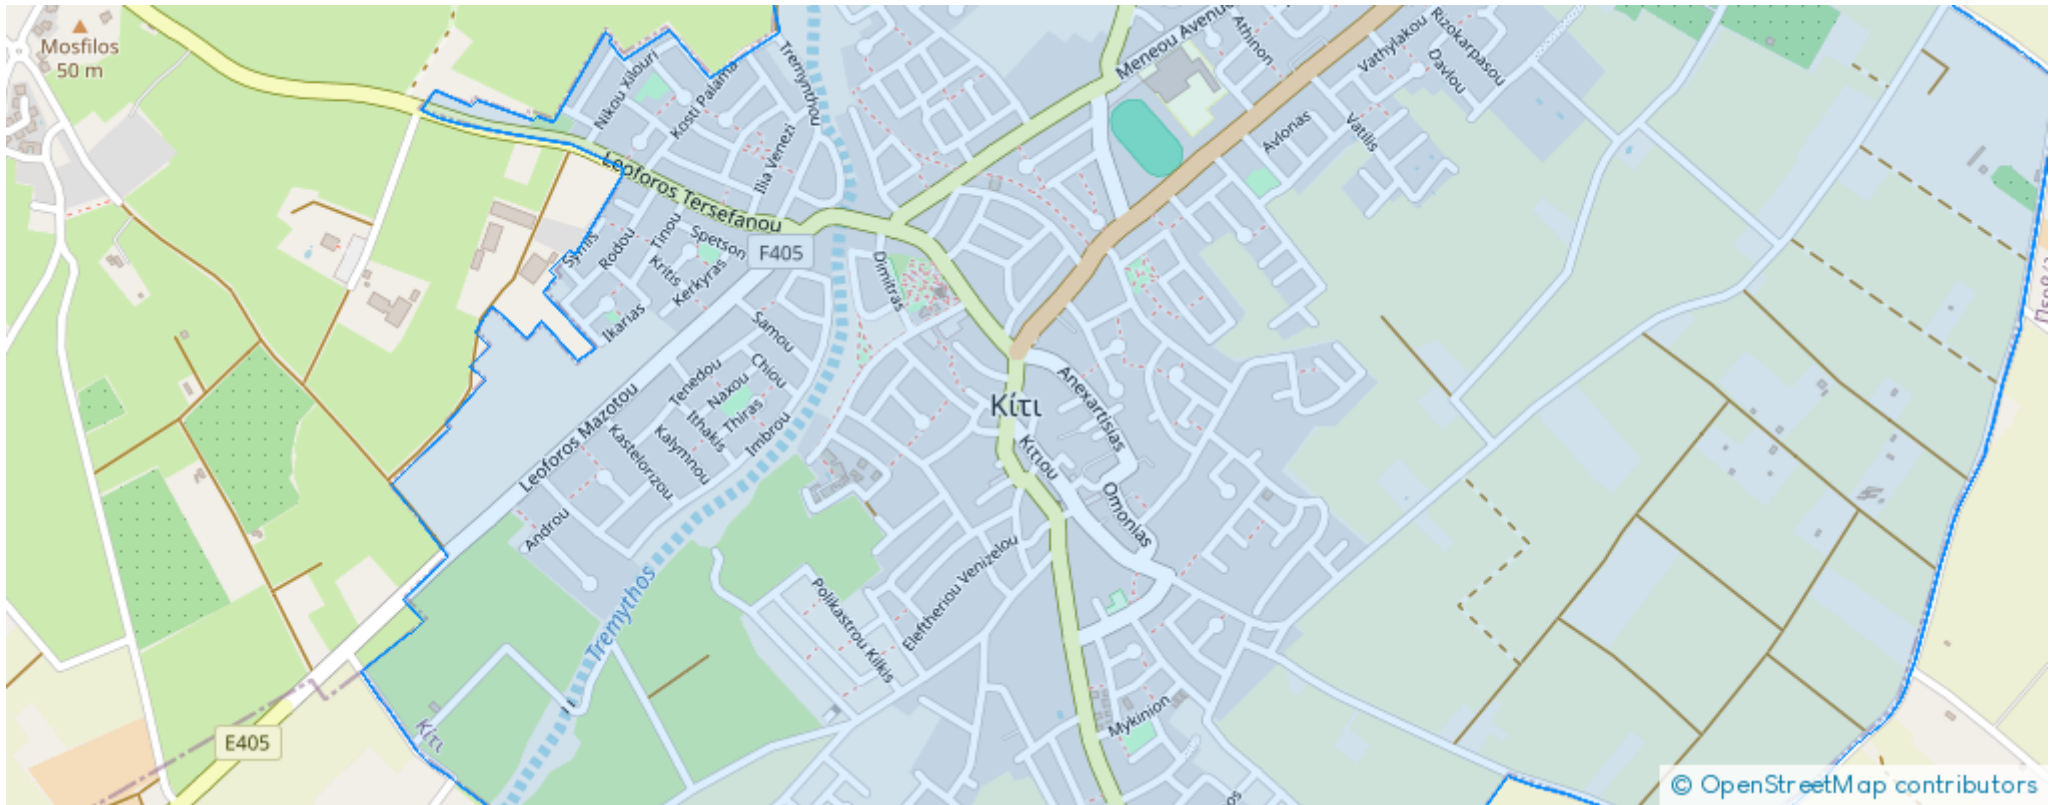 Mosfilos
50 m
Nikou Xilouri
Kosti Palama
Tremynthou
Ilia Venezi
Meneou Avenue
Athinon
Vathylakou
Rizokarpasou
Davlou
Avlonas
Vatilis
Leoforos Tersefanou
F405
Symis
Rodou
Tinou
Spetson
Kritis
Kerkyras
Ikarias
Dimitras
Samou
Chiou
Tenedou
Naxou
Thiras
Ithakis
Imbrou
Kalymnou
Kastelorizou
Leoforos Mazotou
Androu
Κίτι
Anexartisias
Κιτίου
Omonias
Eleftheriou Venizelou
Polikastrou Kilkis
Tremythos
Κίτι
E405
Mykinion
© OpenStreetMap contributors